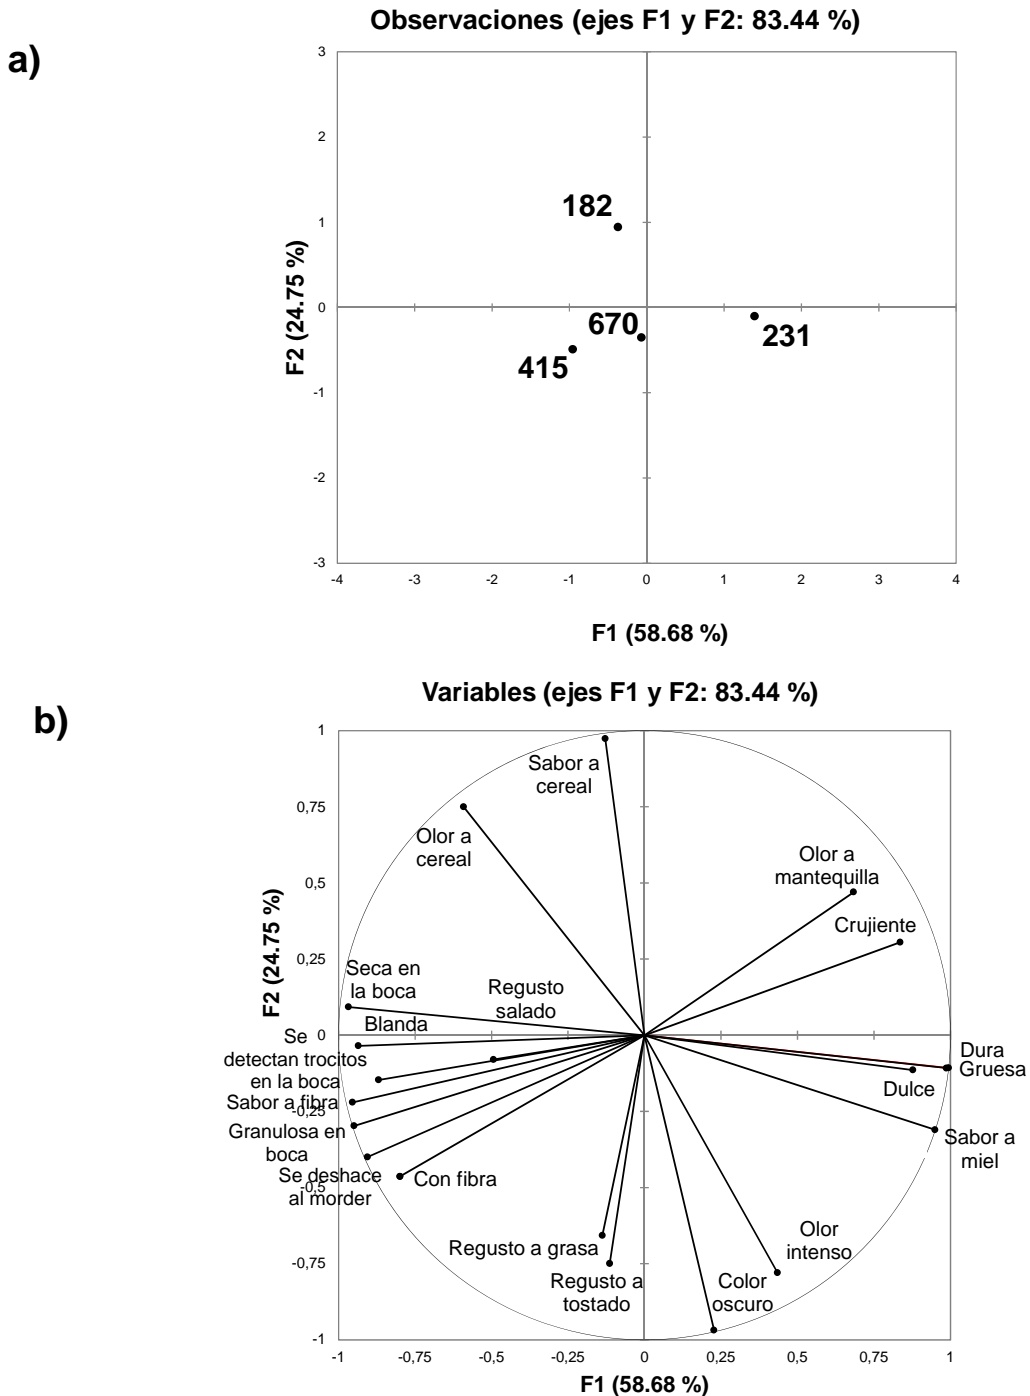 Observaciones (ejes F1 y F2: 83.44 %)
a)
3
2
1
0
-1
-2
-3
F2 (24.75 %)
182
670
415
231
-4
-3
-2
-1
0
1
2
3
4
F1 (58.68 %)
Variables (ejes F1 y F2: 83.44 %)
b)
1
0,75
0,5
0,25
0
-0,25
-0,5
-0,75
-1
F2 (24.75 %)
Sabor a
cereal
Olor a
cereal
Olor a
mantequilla
Crujiente
Seca en
la boca
Regusto
salado
Blanda
Se
detectan trocitos
en la boca
Sabor a fibra
Granulosa en
boca
Se deshace
al morder
Con fibra
Dura
Gruesa
Dulce
Sabor a
miel
Regusto a grasa
Regusto a
tostado
Olor
intenso
Color
oscuro
-1
-0,75
-0,5
-0,25
0
0,25
0,5
0,75
1
F1 (58.68 %)